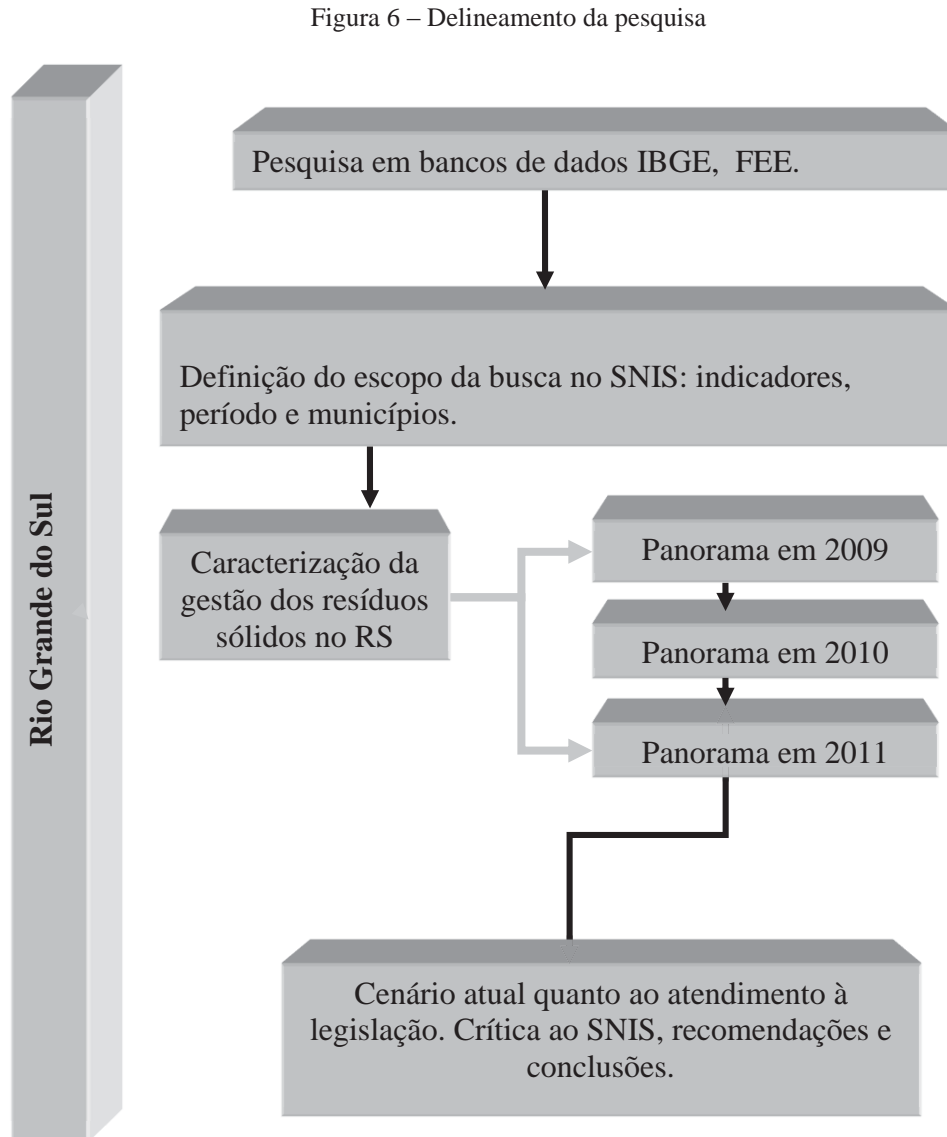 Figura 6 – Delineamento da pesquisa
Pesquisa em bancos de dados IBGE, FEE.
Definição do escopo da busca no SNIS: indicadores,
período e municípios.
Rio Grande do Sul
Caracterização da
gestão dos resíduos
sólidos no RS
Panorama em 2009
Panorama em 2010
Panorama em 2011
Cenário atual quanto ao atendimento à
legislação. Crítica ao SNIS, recomendações e
conclusões.